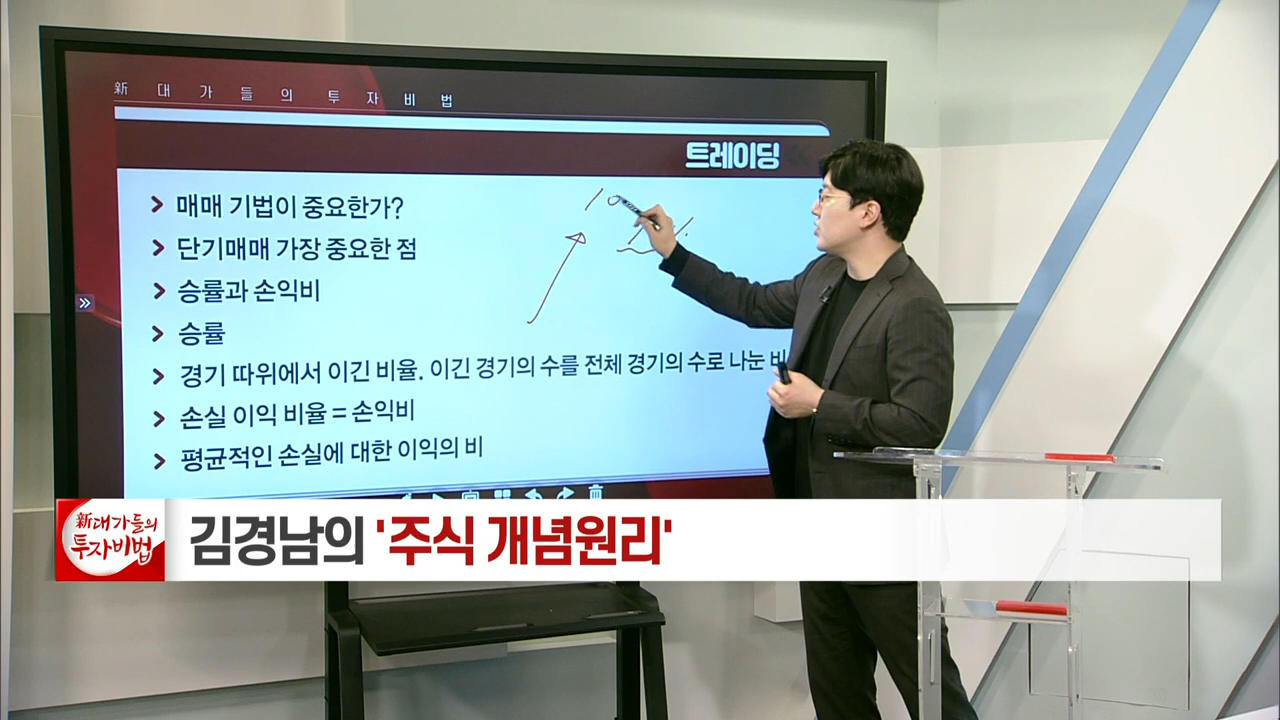 新 대 가 들 의 투 자 비 법
트레이딩
매매 기법이 중요한가?
단기매매 가장 중요한 점
승률과 손익비
승률
경기 따위에서 이긴 비율. 이긴 경기의 수를 전체 경기의 수로 나눈 비
손실 이익 비율 = 손익비
평균적인 손실에 대한 이익의 비
10
新대가들의
투자비법
김경남의 '주식 개념원리'